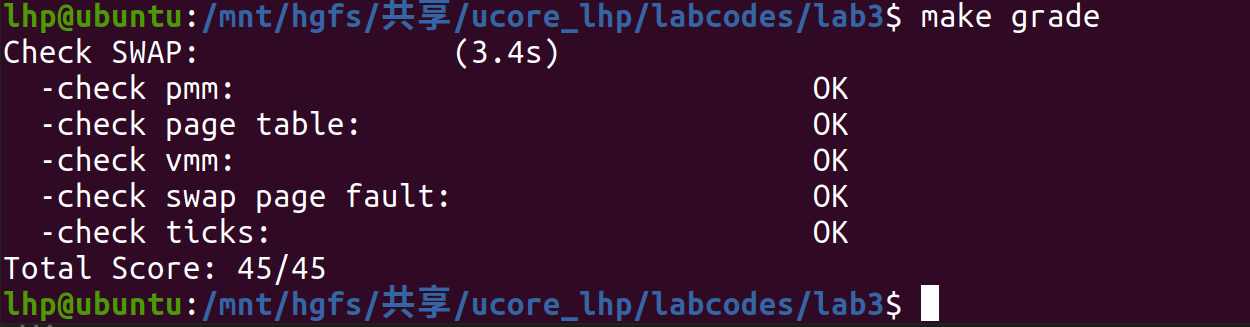 lhp@ubuntu:/mnt/hgfs/共享/ucore_lhp/labcodes/lab3$ make grade
Check SWAP:              (3.4s)
  -check pmm:                                OK
  -check page table:                         OK
  -check vmm:                                OK
  -check swap page fault:                    OK
  -check ticks:                              OK
Total Score: 45/45
lhp@ubuntu:/mnt/hgfs/共享/ucore_lhp/labcodes/lab3$